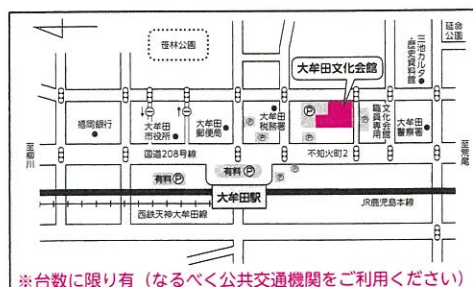 笹林公園
延命公園
三池カルタ・歴史資料館
大牟田文化会館
福岡銀行
大牟田市役所
大牟田郵便局
大牟田税務署
P
文化会館職員専用
大牟田警察署
至柳川
国道208号線
不知火町2
至荒尾
有料P
有料P
大牟田駅
西鉄天神大牟田線
JR鹿児島本線
※台数に限り有（なるべく公共交通機関をご利用ください）